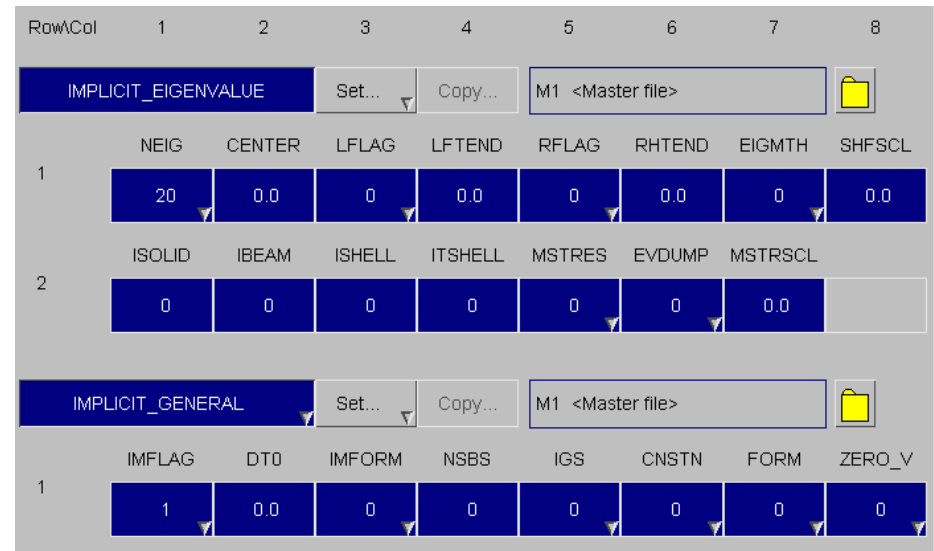 Row\Col 1 2 3 4 5 6 7 8
IMPLICIT_EIGENVALUE Set... Copy... M1 <Master file>
NEIG CENTER LFLAG LFTEND RFLAG RHTEND EIGMTH SHFSCL
1
20 0.0 0 0.0 0 0.0 0 0.0
ISOLID IBEAM ISHELL ITSHELL MSTRES EVDUMP MSTRSCL
2
0 0 0 0 0 0 0.0
IMPLICIT_GENERAL Set... Copy... M1 <Master file>
IMFLAG DT0 IMFORM NSBS IGS CNSTN FORM ZERO_V
1
1 0.0 0 0 0 0 0 0